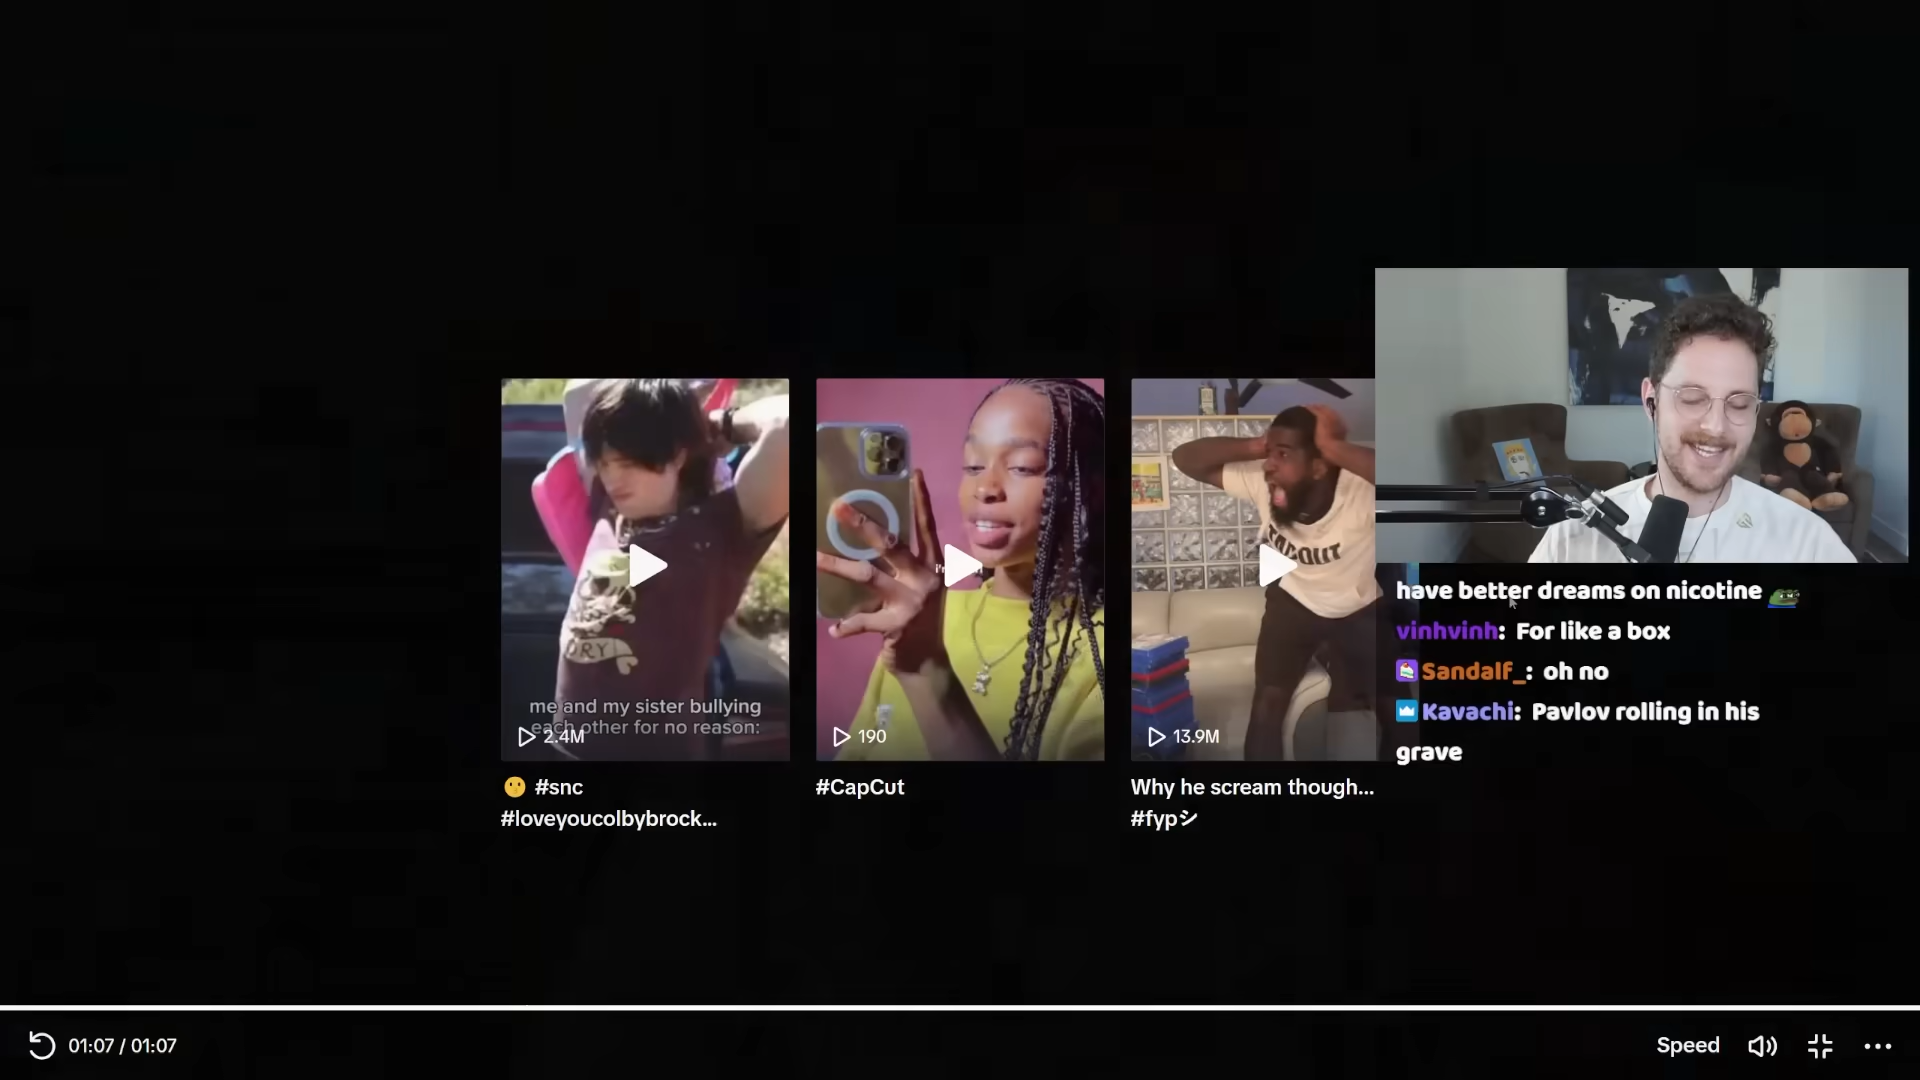 have better dreams on nicotine
vinhvinh: For like a box
Sandalf_: oh no
Kavachi: Pavlov rolling in his
grave
me and my sister bullying
each other for no reason:
2.4M
190
13.9M
#snc
#loveyoucolbybrock...
#CapCut
Why he scream though...
#fypシ
01:07 / 01:07
Speed